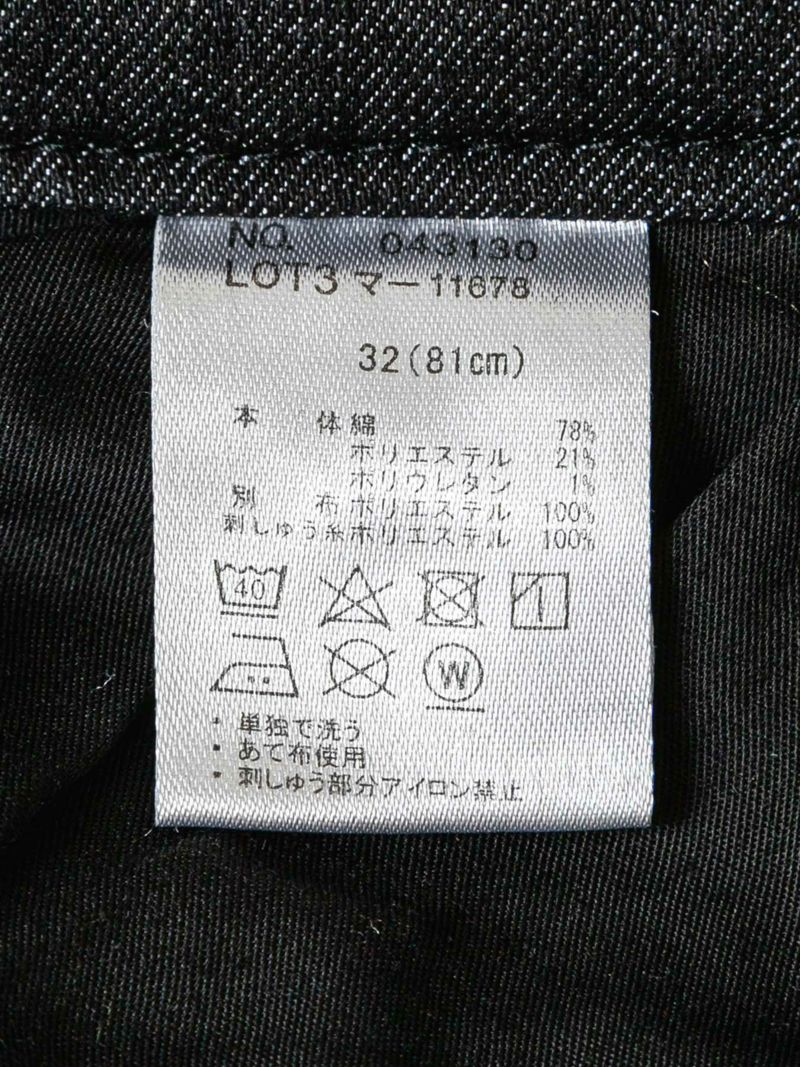 NO. 043130
LOT3 マー11678
32(81cm)
本 体 綿 78%
ポリエステル 21%
ポリウレタン 1%
別 布 ポリエステル 100%
刺しゅう糸 ポリエステル 100%
40
W
・単独で洗う
・あて布使用
・刺しゅう部分アイロン禁止